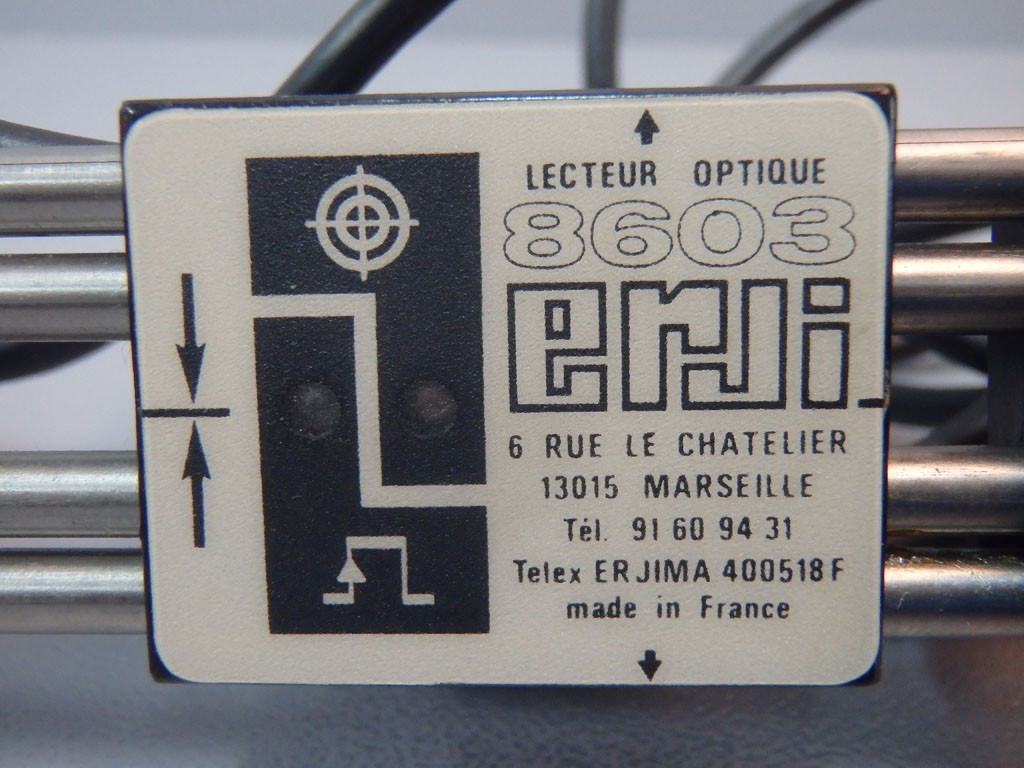 LECTEUR OPTIQUE
8603
erji
6 RUE LE CHATELIER
13015 MARSEILLE
Tél. 91 60 94 31
Telex ERJIMA 400518 F
made in France